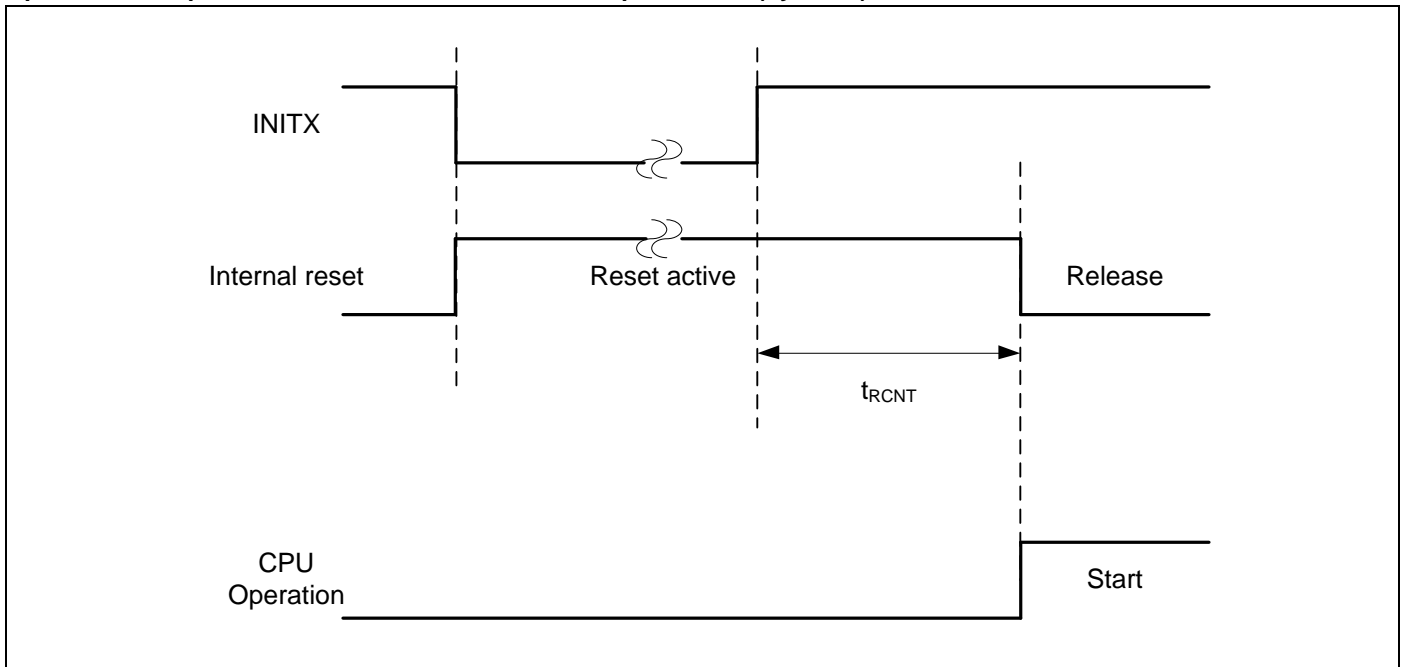 INITX
Internal reset
Reset active
Release
tRCNT
CPU
Operation
Start